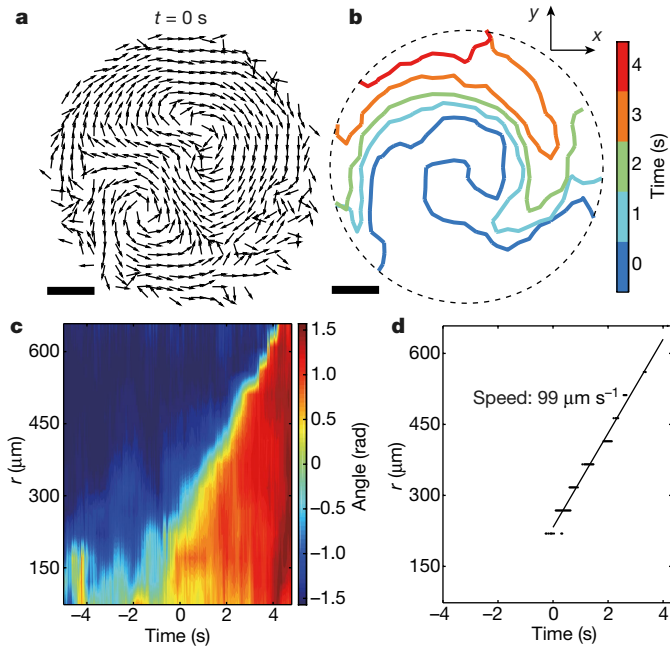 a
t = 0 s
b
y
x
4
3
2
1
0
Time (s)
c
600
450
300
150
r (μm)
−4 −2 0 2 4
Time (s)
1.5
1.0
0.5
0
−0.5
−1.0
−1.5
Angle (rad)
d
600
450
300
150
r (μm)
Speed: 99 μm s⁻¹
−4 −2 0 2 4
Time (s)